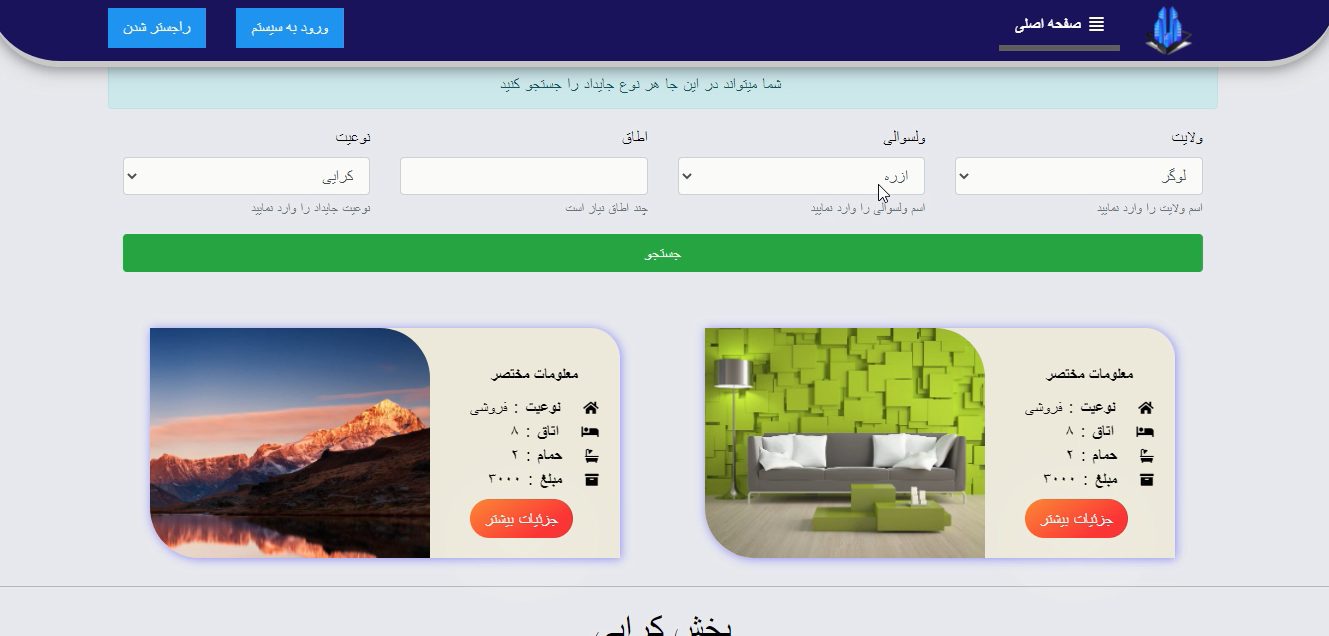 صفحه اصلی
ورود به سیستم
راجستر شدن
شما میتواند در این جا هر نوع جایداد را جستجو کنید
ولایت
ولسوالی
اطاق
نوعیت
لوگر
ازره
کرایی
اسم ولایت را وارد نمایید
اسم ولسوالی را وارد نمایید
چند اطاق نیاز است
نوعیت جایداد را وارد نمایید
جستجو
معلومات مختصر
نوعیت : فروشی
اتاق : ۸
حمام : ۲
مبلغ : ۳۰۰۰
جزئیات بیشتر
معلومات مختصر
نوعیت : فروشی
اتاق : ۸
حمام : ۲
مبلغ : ۳۰۰۰
جزئیات بیشتر
بخش کرایی